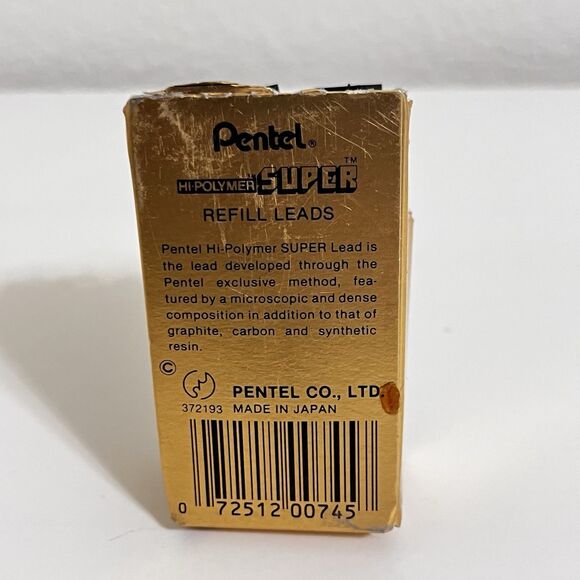 Pentel®
HI-POLYMER SUPER™
REFILL LEADS
Pentel Hi-Polymer SUPER Lead is
the lead developed through the
Pentel exclusive method, fea-
tured by a microscopic and dense
composition in addition to that of
graphite, carbon and synthetic
resin.
©
PENTEL CO., LTD.
372193 MADE IN JAPAN
0 72512 00745